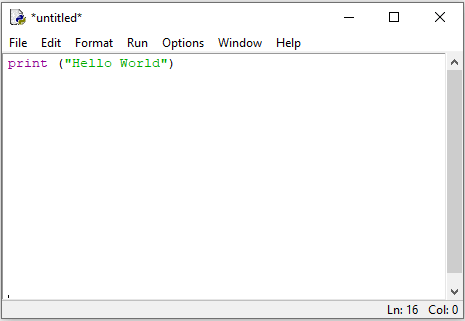 *untitled*
File Edit Format Run Options Window Help
print ("Hello World")
Ln: 16 Col: 0